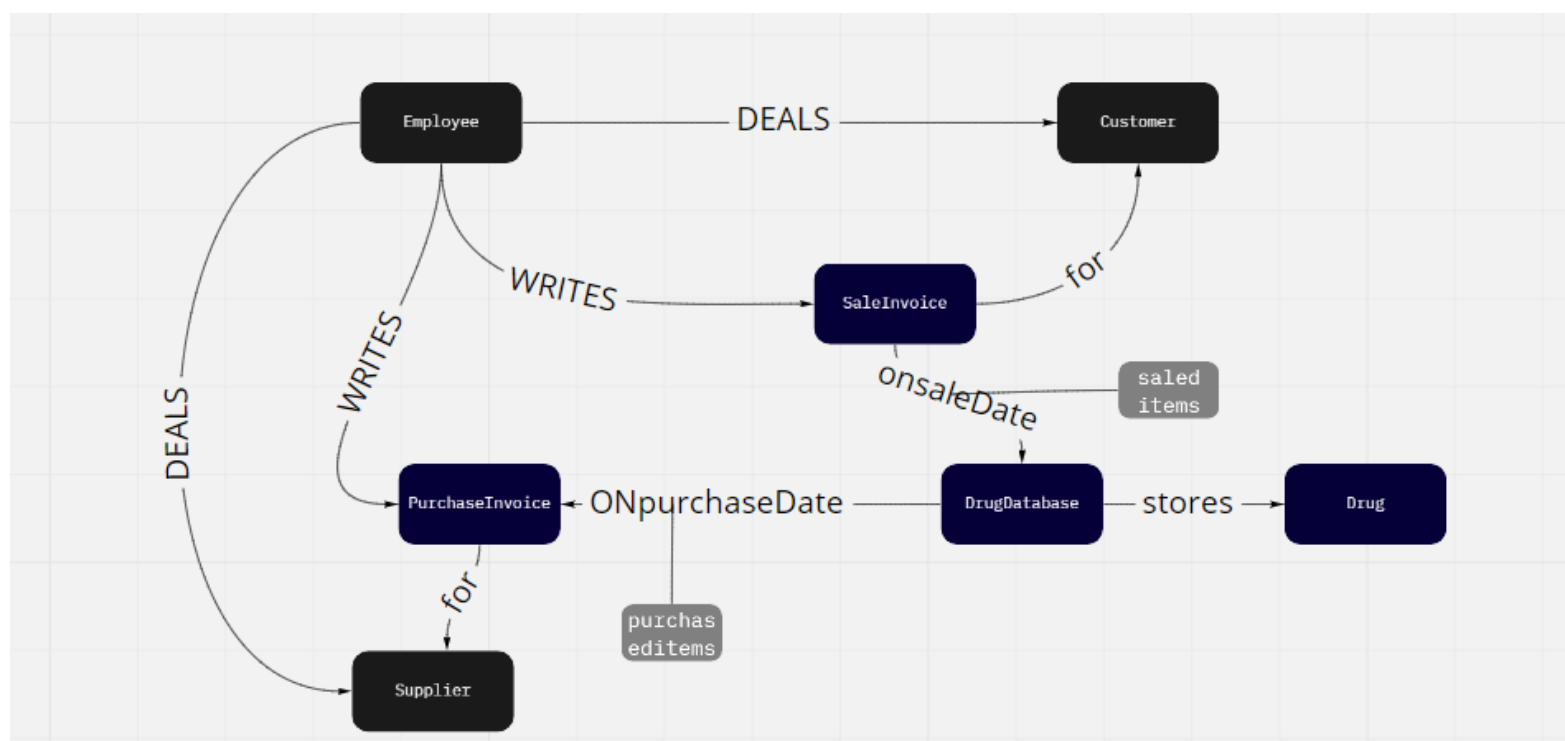 Employee
DEALS
Customer
WRITES
for
SaleInvoice
WRITES
onsaleDate
saled
items
DEALS
PurchaseInvoice
ONpurchaseDate
DrugDatabase
stores
Drug
for
purchas
editems
Supplier